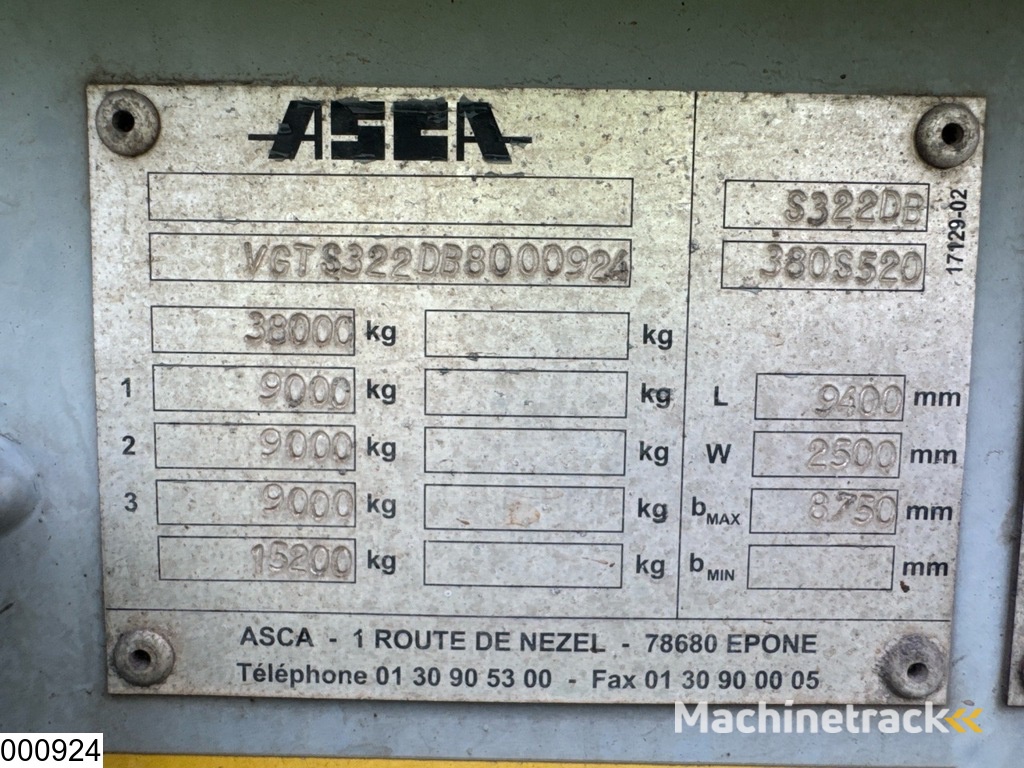 ASCA
VGTS322DB8000924
38000 kg kg
1 9000 kg kg
2 9000 kg kg
3 9000 kg kg
15200 kg kg
S322DB
380S520
17129-02
L 9400 mm
W 2500 mm
bMAX 8750 mm
bMIN mm
ASCA - 1 ROUTE DE NEZEL - 78680 EPONE
Téléphone 01 30 90 53 00 - Fax 01 30 90 00 05
Machinetrack
000924